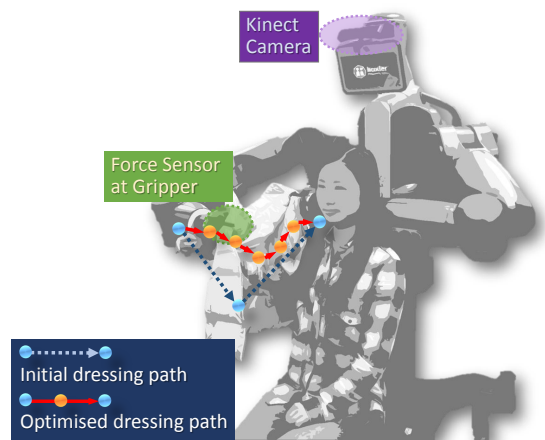 Kinect
Camera
Force Sensor
at Gripper
Initial dressing path
Optimised dressing path